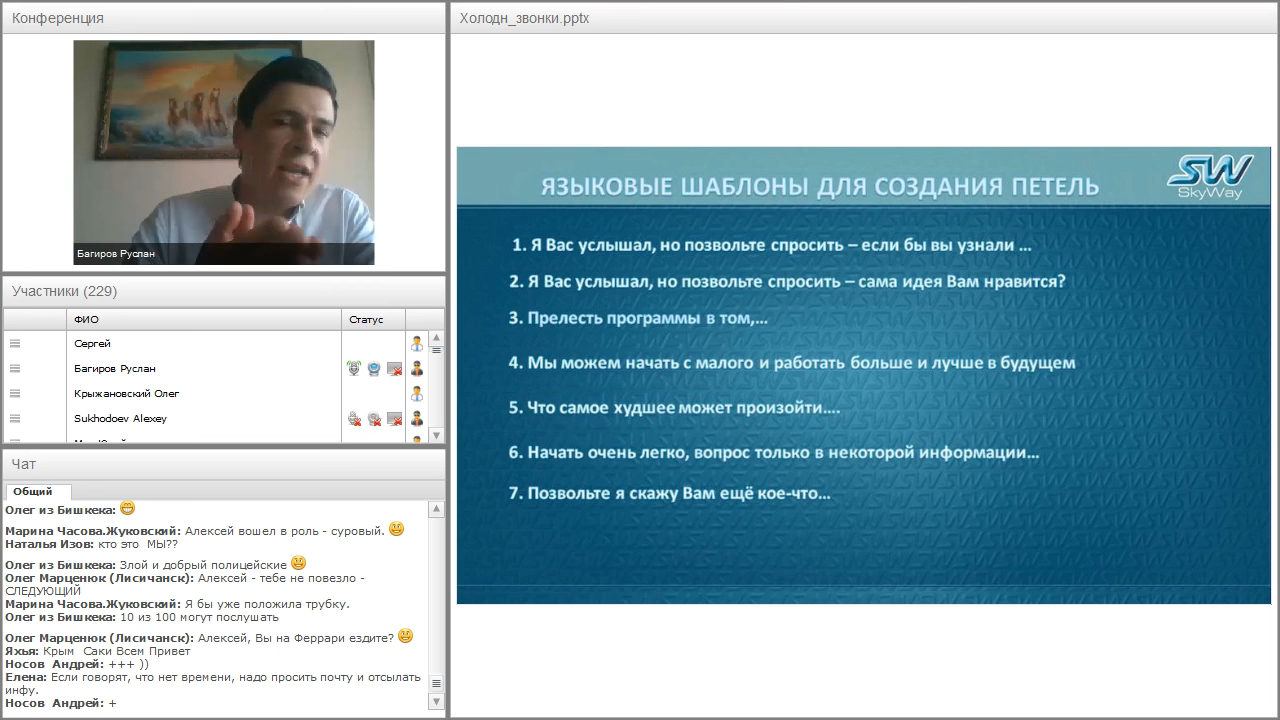 Конференция
Багиров Руслан
Участники (229)
ФИО
Статус
Сергей
Багиров Руслан
Крыжановский Олег
Sukhodoev Alexey
Чат
Общий
Олег из Бишкека:
Марина Часова.Жуковский: Алексей вошел в роль - суровый.
Наталья Изов: кто это МЫ??
Олег из Бишкека: Злой и добрый полицейские
Олег Марценюк (Лисичанск): Алексей - тебе не повезло -
СЛЕДУЮЩИЙ
Марина Часова.Жуковский: Я бы уже положила трубку.
Олег из Бишкека: 10 из 100 могут послушать
Олег Марценюк (Лисичанск): Алексей, Вы на Феррари ездите?
Яхья: Крым Саки Всем Привет
Носов Андрей: +++ ))
Елена: Если говорят, что нет времени, надо просить почту и отсылать
инфу.
Носов Андрей: +
Холодн_звонки.pptx
ЯЗЫКОВЫЕ ШАБЛОНЫ ДЛЯ СОЗДАНИЯ ПЕТЕЛЬ
SW
SkyWay
1. Я Вас услышал, но позвольте спросить – если бы вы узнали ...
2. Я Вас услышал, но позвольте спросить – сама идея Вам нравится?
3. Прелесть программы в том,...
4. Мы можем начать с малого и работать больше и лучше в будущем
5. Что самое худшее может произойти....
6. Начать очень легко, вопрос только в некоторой информации...
7. Позвольте я скажу Вам ещё кое-что...